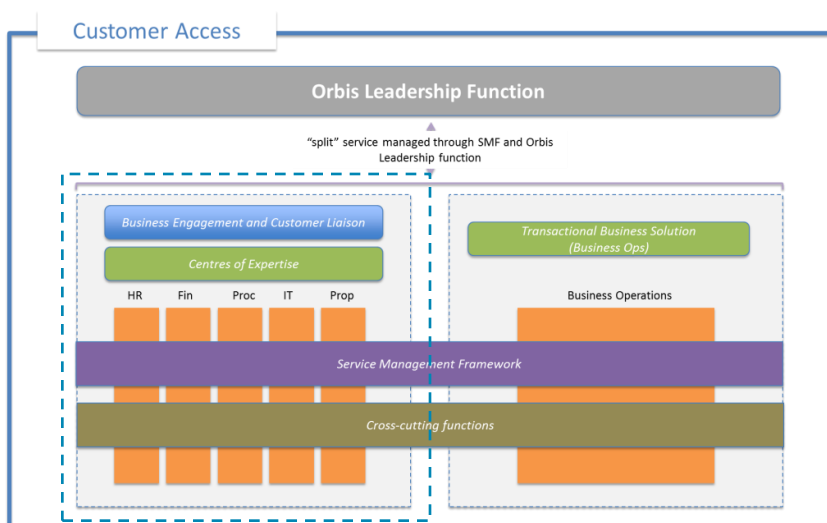 Customer Access
Orbis Leadership Function
“split” service managed through SMF and Orbis
Leadership function
Business Engagement and Customer Liaison
Centres of Expertise
HR Fin Proc IT Prop
Transactional Business Solution
(Business Ops)
Business Operations
Service Management Framework
Cross-cutting functions